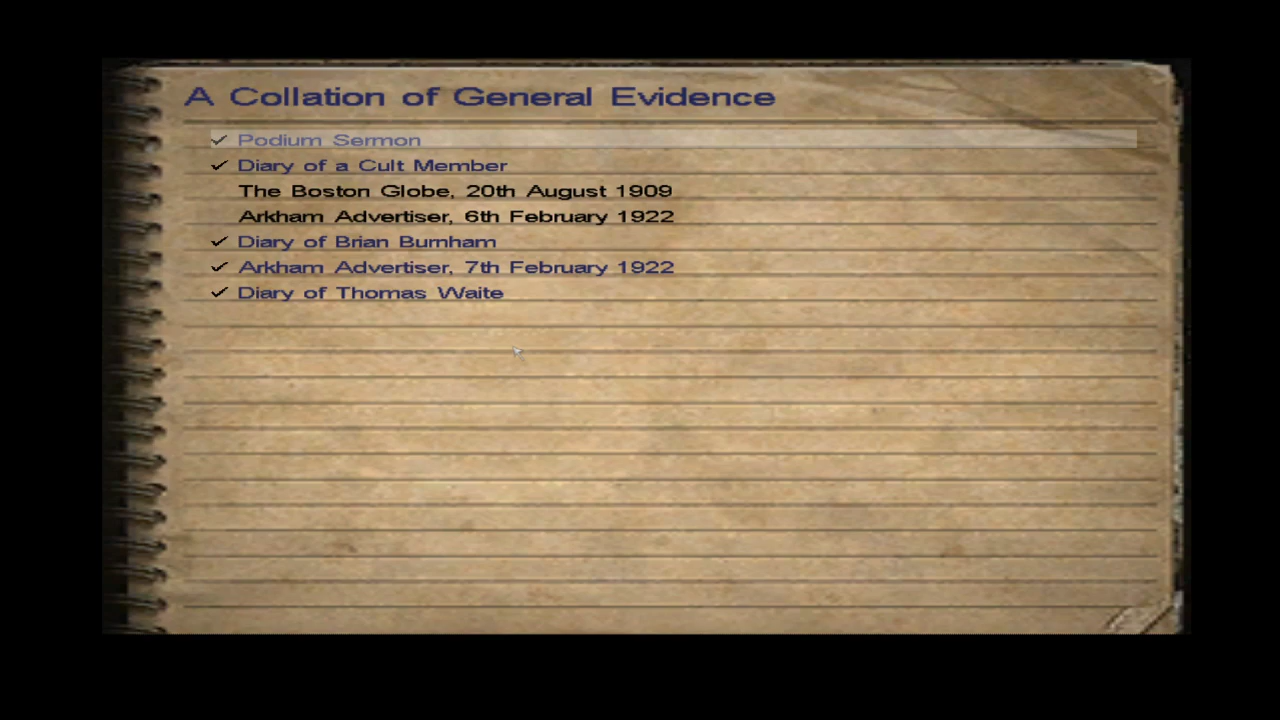 A Collation of General Evidence
✓ Podium Sermon
✓ Diary of a Cult Member
The Boston Globe, 20th August 1909
Arkham Advertiser, 6th February 1922
✓ Diary of Brian Burnham
✓ Arkham Advertiser, 7th February 1922
✓ Diary of Thomas Waite